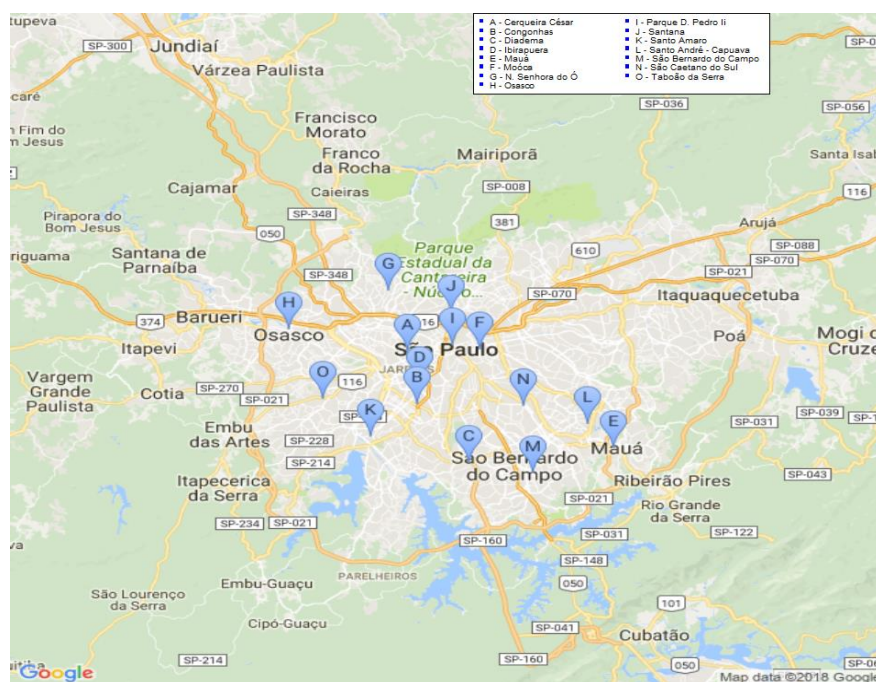 A - Cerqueira César
B - Congonhas
C - Diadema
D - Ibirapuera
E - Mauá
F - Moóca
G - N. Senhora do Ó
H - Osasco
I - Parque D. Pedro Ii
J - Santana
K - Santo Amaro
L - Santo André - Capuava
M - São Bernardo do Campo
N - São Caetano do Sul
O - Taboão da Serra
SP-300
Jundiaí
Várzea Paulista
SP-036
SP-056
Francisco
Morato
Franco
da Rocha
Mairiporã
Cajamar
Caieiras
SP-008
116
Pirapora do
Bom Jesus
SP-348
381
Arujá
050
610
SP-088
SP-070
Santana de
Parnaíba
SP-348
Parque
Estadual da
Cantareira
- Núcleo...
SP-021
G
J
SP-070
Itaquaquecetuba
H
374
Barueri
Osasco
A
116
I
F
São Paulo
Poá
Mogi d
Cruze
Itapevi
D
Vargem
Grande
Paulista
Cotia
SP-270
SP-021
O
116
B
N
L
SP-039
Embu
das Artes
SP-228
K
C
E
SP-031
SP-214
São Bernardo
do Campo
M
Mauá
SP-043
Itapecerica
da Serra
Ribeirão Pires
SP-021
Rio Grande
da Serra
SP-234
SP-021
SP-160
SP-031
SP-122
SP-148
PARELHEIROS
Embu-Guaçu
050
São Lourenço
da Serra
101
Cipó-Guaçu
SP-041
Cubatão
SP-214
SP-160
050
Google
Map data ©2018 Google